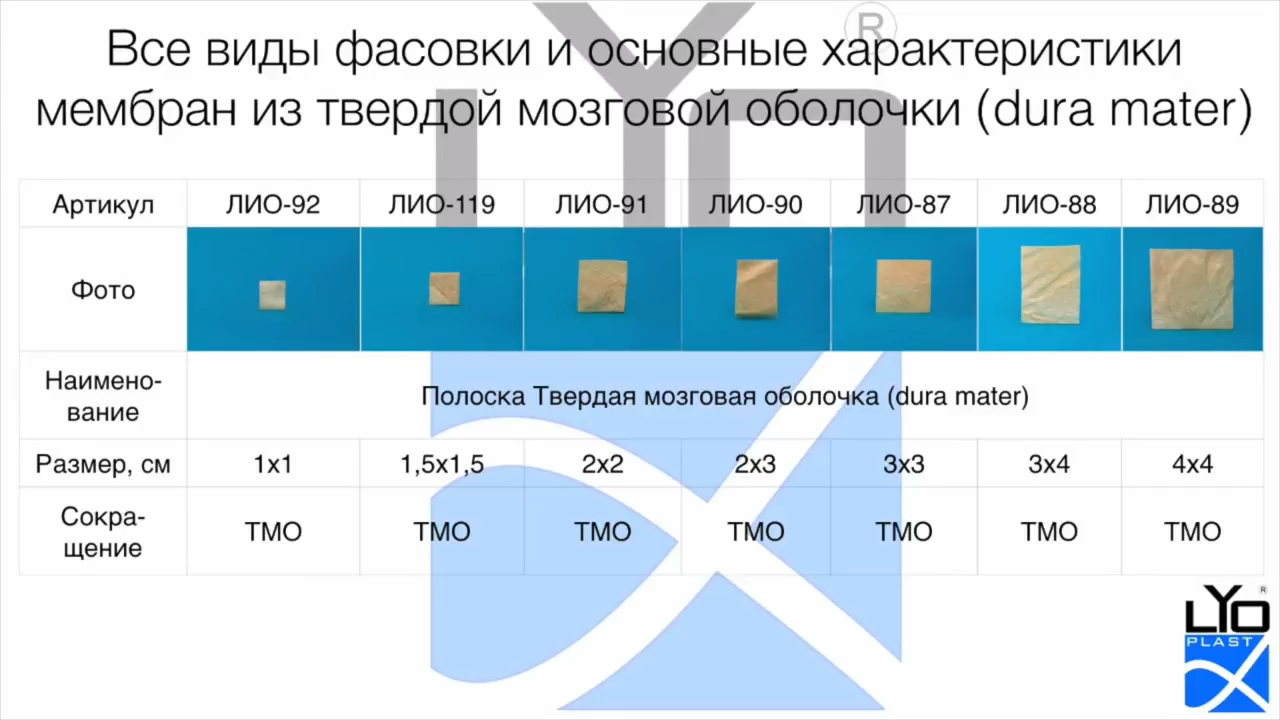 Все виды фасовки и основные характеристики
мембран из твердой мозговой оболочки (dura mater)
LYO ®
Артикул ЛИО-92 ЛИО-119 ЛИО-91 ЛИО-90 ЛИО-87 ЛИО-88 ЛИО-89
Фото
Наимено-
вание
Полоска Твердая мозговая оболочка (dura mater)
Размер, см 1x1 1,5x1,5 2x2 2x3 3x3 3x4 4x4
Сокра-
щение
ТМО ТМО ТМО ТМО ТМО ТМО ТМО
LYO ®
PLAST